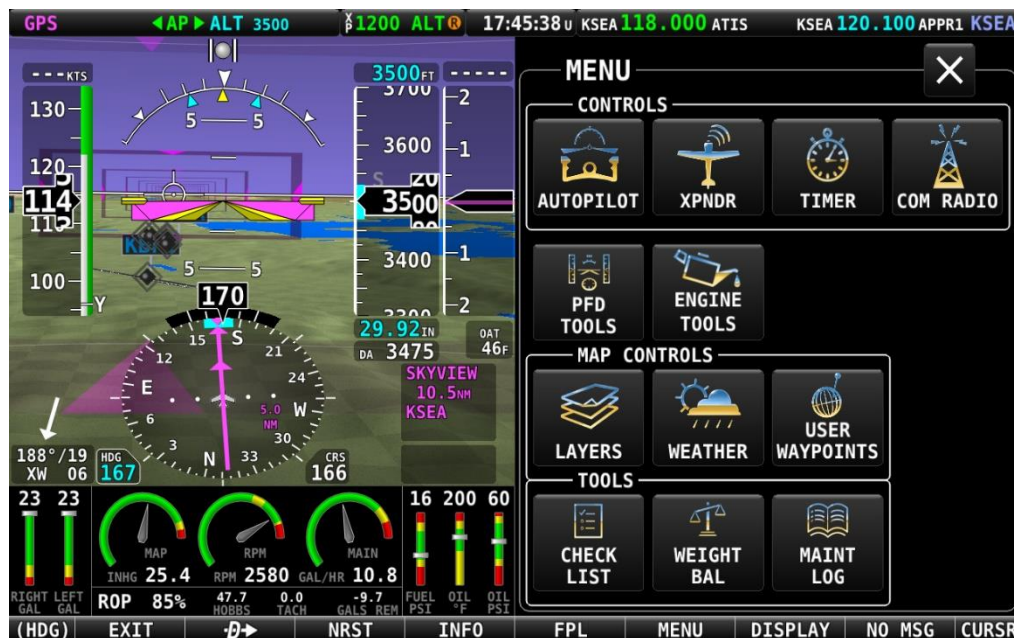 GPS
AP ALT 3500
XP 1200 ALT R
17:45:38 U
KSEA 118.000 ATIS
KSEA 120.100 APPR1 KSEA
--- KTS
130
120
114
110
100
Y
5 5
5 5
3500 FT
-----
3700
3600
3500
20
00
3400
3300
S
2
1
1
2
170
29.92 IN
DA 3475
OAT
46F
SKYVIEW
10.5NM
KSEA
12
15
S
21
24
W
30
33
N
3
6
E
5.0
NM
188°/19
XW 06
HDG
167
CRS
166
MENU
CONTROLS
AUTOPILOT
XPNDR
TIMER
COM RADIO
PFD
TOOLS
ENGINE
TOOLS
MAP CONTROLS
LAYERS
WEATHER
USER
WAYPOINTS
TOOLS
CHECK
LIST
WEIGHT
BAL
MAINT
LOG
23 23
RIGHT GAL
LEFT GAL
MAP
INHG 25.4
RPM
RPM 2580
MAIN
GAL/HR 10.8
16 200 60
FUEL PSI
OIL °F
OIL PSI
ROP 85%
47.7 HOBBS
0.0 TACH
-9.7 GALS REM
(HDG) EXIT D NRST INFO FPL MENU DISPLAY NO MSG CURSR